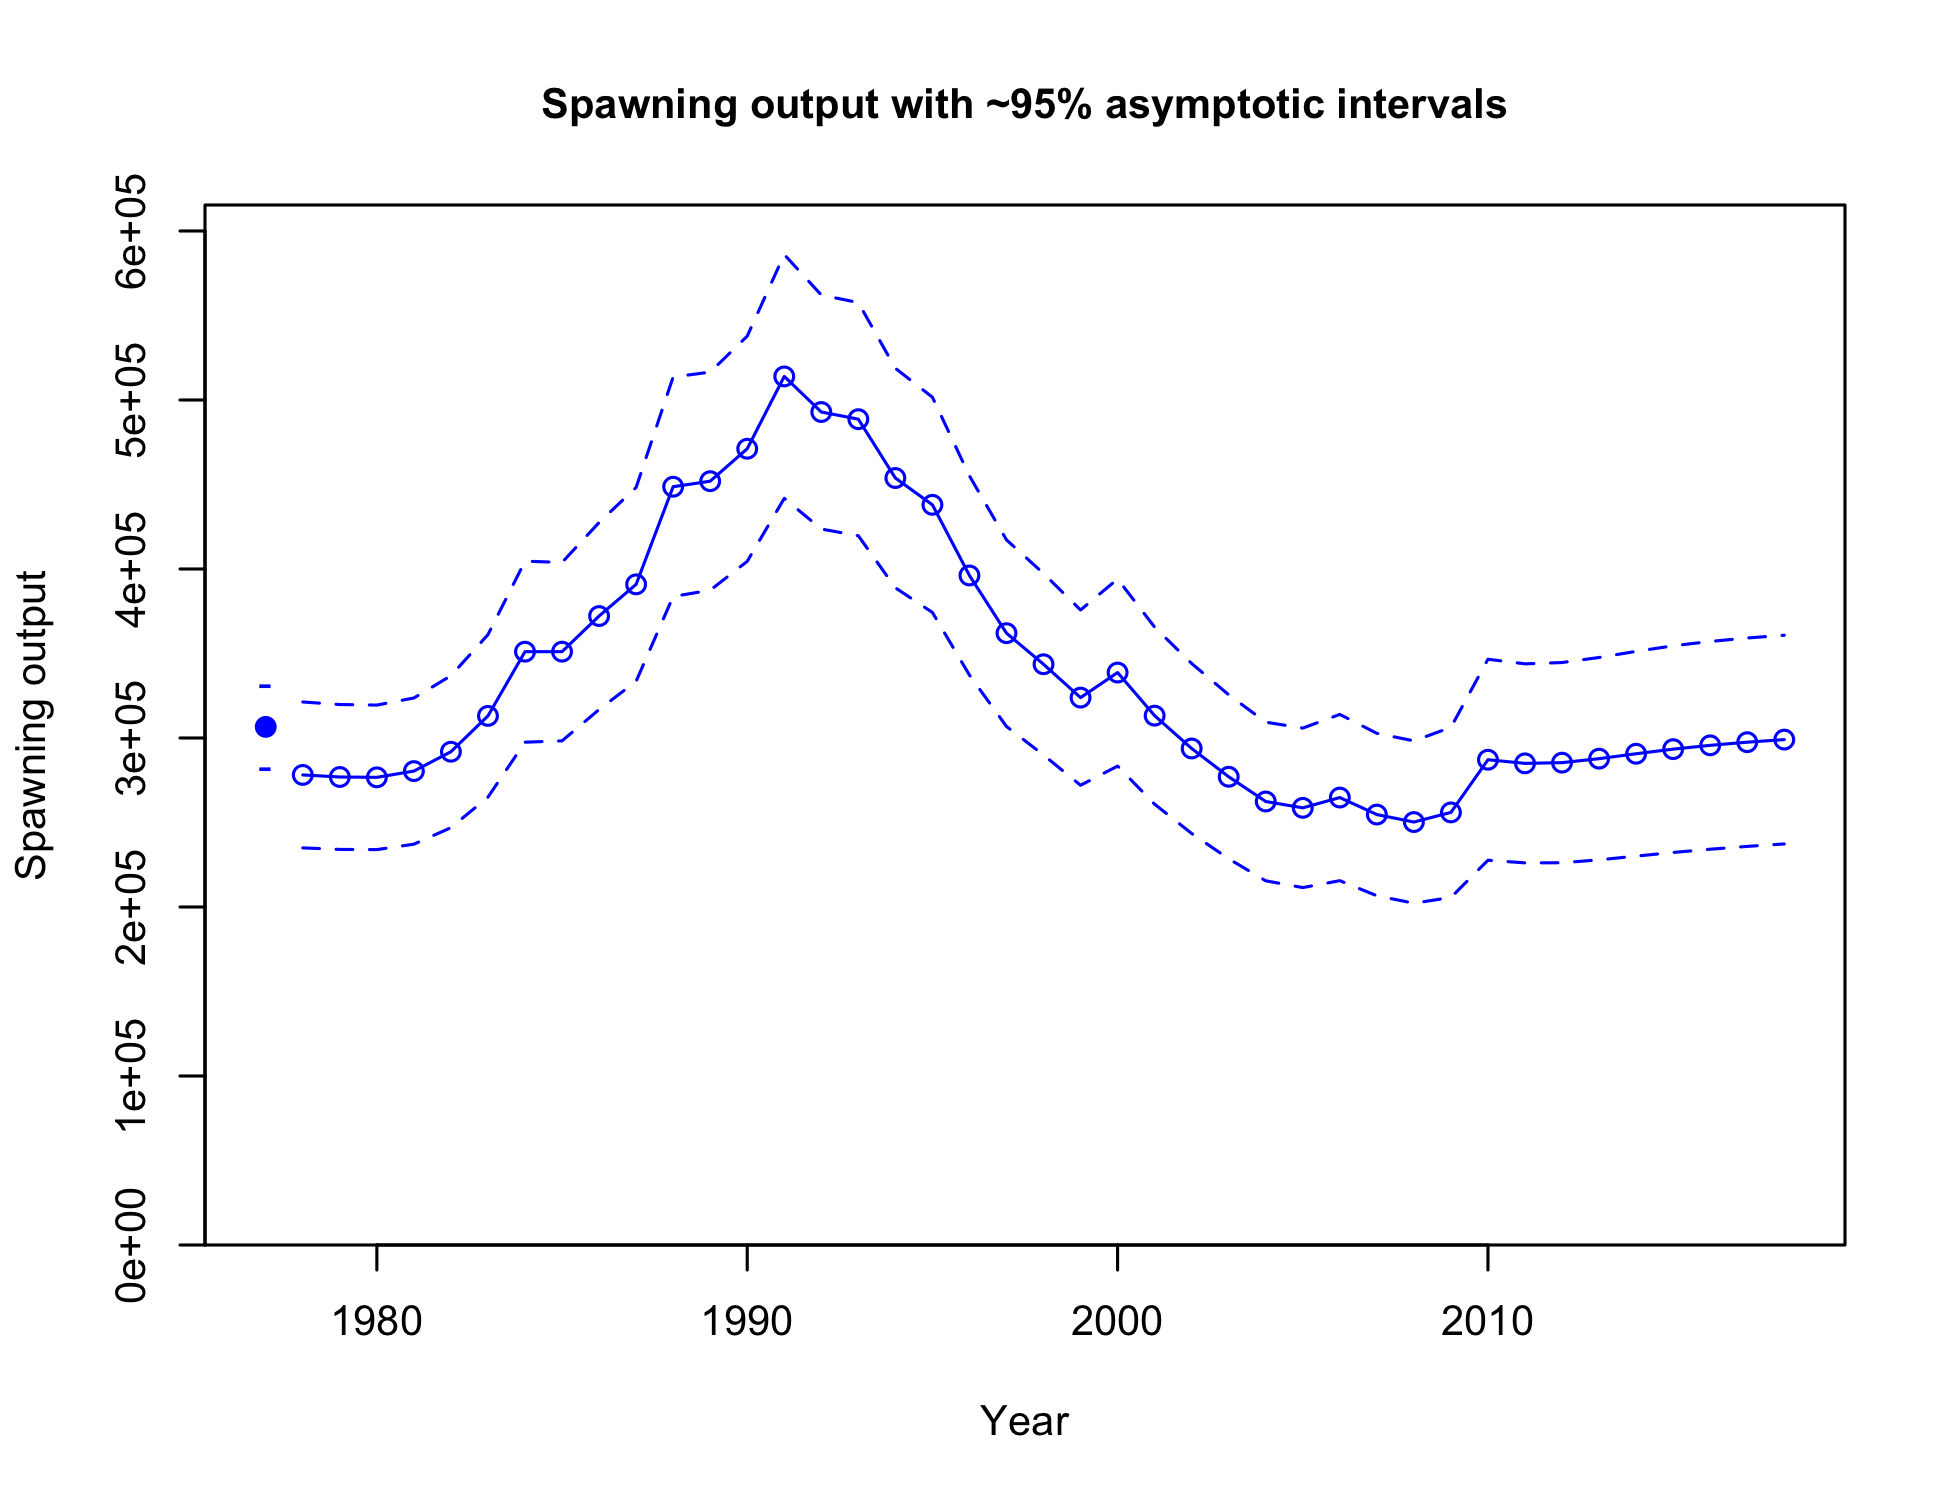 Spawning output with ~95% asymptotic intervals
Spawning output
6e+05
5e+05
4e+05
3e+05
2e+05
1e+05
0e+00
1980 1990 2000 2010
Year